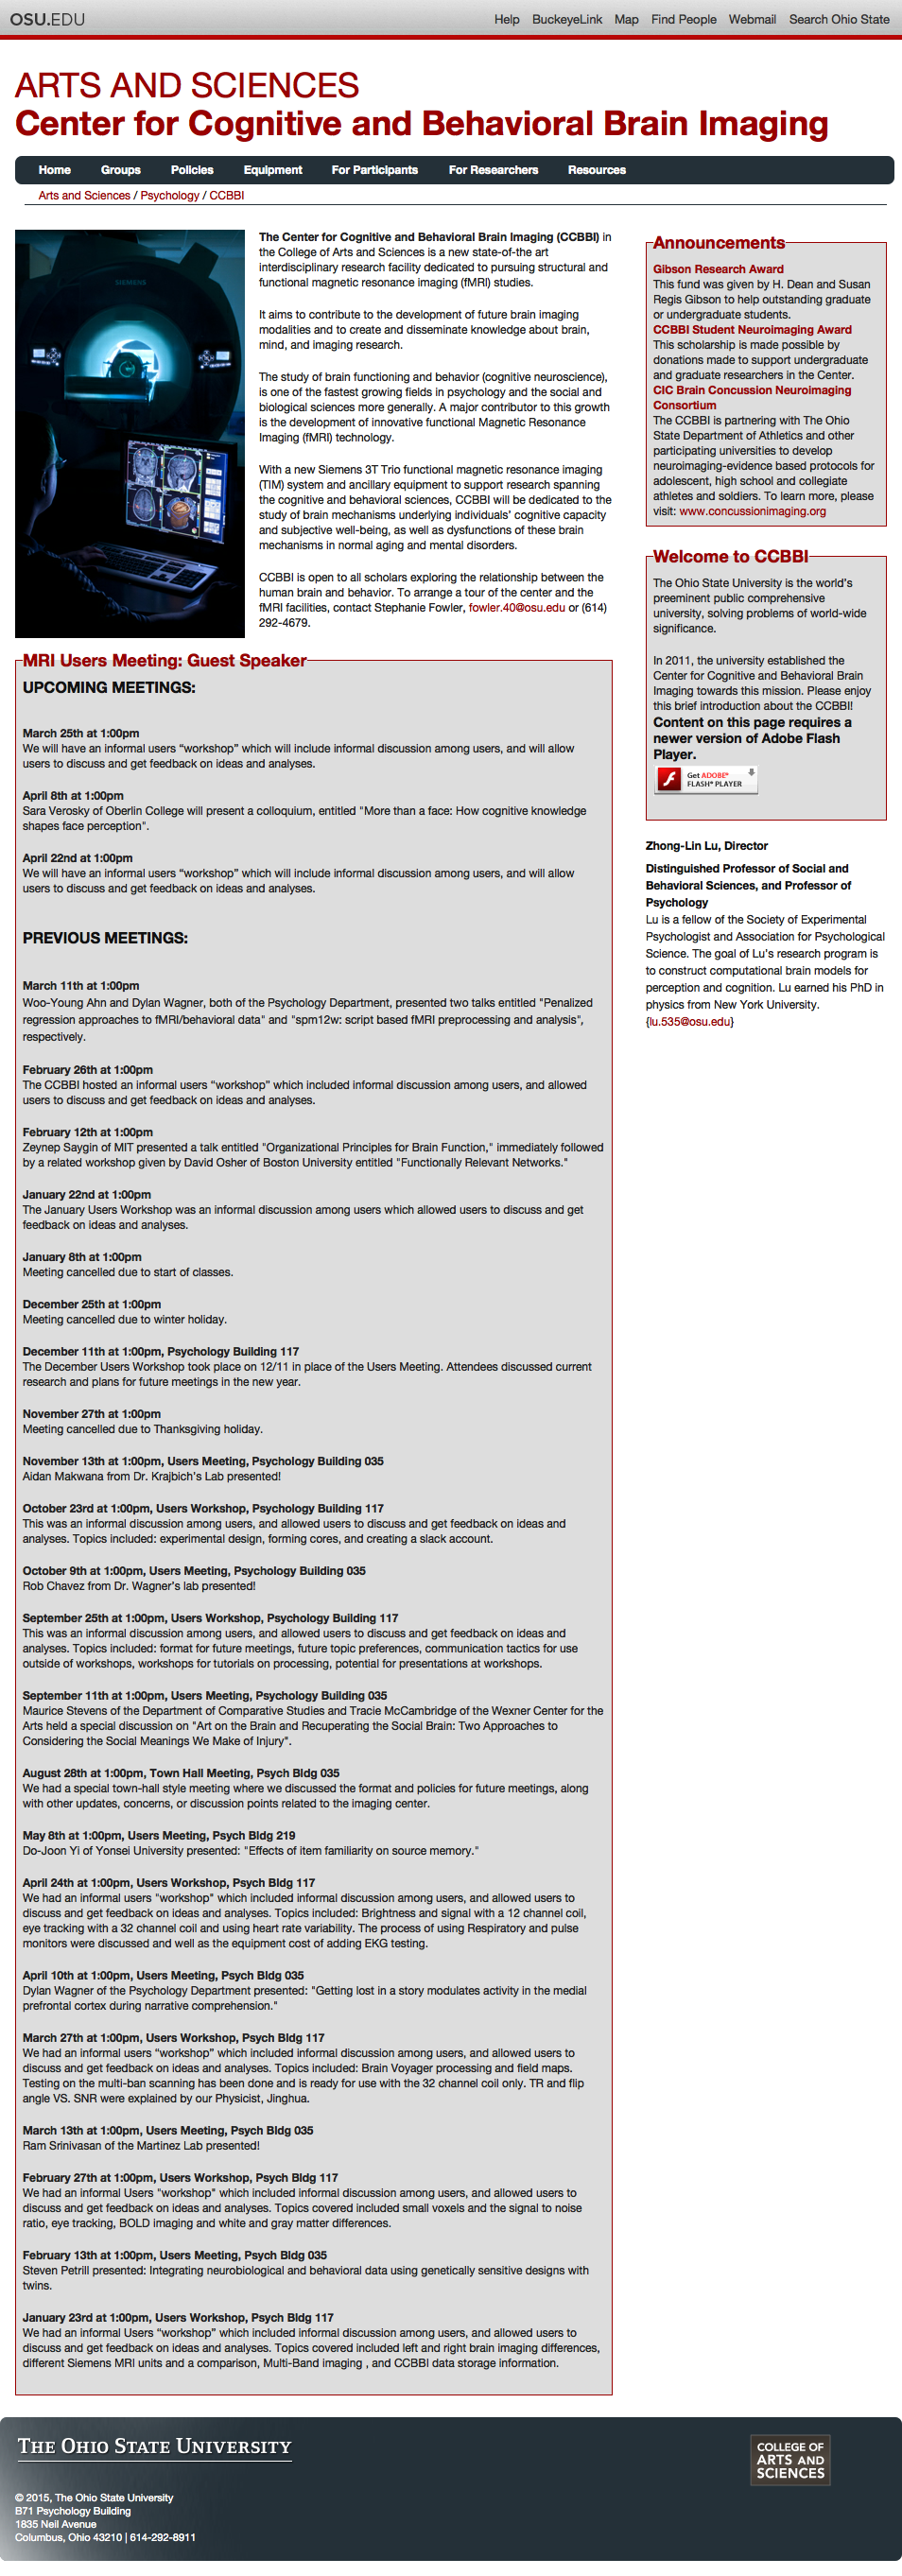 OSU.EDU
Help BuckeyeLink Map Find People Webmail Search Ohio State
ARTS AND SCIENCES
Center for Cognitive and Behavioral Brain Imaging
Home Groups Policies Equipment For Participants For Researchers Resources
Arts and Sciences / Psychology / CCBBI
SIEMENS
The Center for Cognitive and Behavioral Brain Imaging (CCBBI) in
the College of Arts and Sciences is a new state-of-the art
interdisciplinary research facility dedicated to pursuing structural and
functional magnetic resonance imaging (fMRI) studies.
It aims to contribute to the development of future brain imaging
modalities and to create and disseminate knowledge about brain,
mind, and imaging research.
The study of brain functioning and behavior (cognitive neuroscience),
is one of the fastest growing fields in psychology and the social and
biological sciences more generally. A major contributor to this growth
is the development of innovative functional Magnetic Resonance
Imaging (fMRI) technology.
With a new Siemens 3T Trio functional magnetic resonance imaging
(TIM) system and ancillary equipment to support research spanning
the cognitive and behavioral sciences, CCBBI will be dedicated to the
study of brain mechanisms underlying individuals' cognitive capacity
and subjective well-being, as well as dysfunctions of these brain
mechanisms in normal aging and mental disorders.
CCBBI is open to all scholars exploring the relationship between the
human brain and behavior. To arrange a tour of the center and the
fMRI facilities, contact Stephanie Fowler, fowler.40@osu.edu or (614)
292-4679.
Announcements
Gibson Research Award
This fund was given by H. Dean and Susan
Regis Gibson to help outstanding graduate
or undergraduate students.
CCBBI Student Neuroimaging Award
This scholarship is made possible by
donations made to support undergraduate
and graduate researchers in the Center.
CIC Brain Concussion Neuroimaging
Consortium
The CCBBI is partnering with The Ohio
State Department of Athletics and other
participating universities to develop
neuroimaging-evidence based protocols for
adolescent, high school and collegiate
athletes and soldiers. To learn more, please
visit: www.concussionimaging.org
Welcome to CCBBI
The Ohio State University is the world's
preeminent public comprehensive
university, solving problems of world-wide
significance.
In 2011, the university established the
Center for Cognitive and Behavioral Brain
Imaging towards this mission. Please enjoy
this brief introduction about the CCBBI!
Content on this page requires a
newer version of Adobe Flash
Player.
Get ADOBE®
FLASH® PLAYER
Zhong-Lin Lu, Director
Distinguished Professor of Social and
Behavioral Sciences, and Professor of
Psychology
Lu is a fellow of the Society of Experimental
Psychologist and Association for Psychological
Science. The goal of Lu's research program is
to construct computational brain models for
perception and cognition. Lu earned his PhD in
physics from New York University.
{lu.535@osu.edu}
MRI Users Meeting: Guest Speaker
UPCOMING MEETINGS:
March 25th at 1:00pm
We will have an informal users “workshop” which will include informal discussion among users, and will allow
users to discuss and get feedback on ideas and analyses.
April 8th at 1:00pm
Sara Verosky of Oberlin College will present a colloquium, entitled "More than a face: How cognitive knowledge
shapes face perception".
April 22nd at 1:00pm
We will have an informal users “workshop” which will include informal discussion among users, and will allow
users to discuss and get feedback on ideas and analyses.
PREVIOUS MEETINGS:
March 11th at 1:00pm
Woo-Young Ahn and Dylan Wagner, both of the Psychology Department, presented two talks entitled "Penalized
regression approaches to fMRI/behavioral data" and "spm12w: script based fMRI preprocessing and analysis",
respectively.
February 26th at 1:00pm
The CCBBI hosted an informal users “workshop” which included informal discussion among users, and allowed
users to discuss and get feedback on ideas and analyses.
February 12th at 1:00pm
Zeynep Saygin of MIT presented a talk entitled "Organizational Principles for Brain Function," immediately followed
by a related workshop given by David Osher of Boston University entitled "Functionally Relevant Networks."
January 22nd at 1:00pm
The January Users Workshop was an informal discussion among users which allowed users to discuss and get
feedback on ideas and analyses.
January 8th at 1:00pm
Meeting cancelled due to start of classes.
December 25th at 1:00pm
Meeting cancelled due to winter holiday.
December 11th at 1:00pm, Psychology Building 117
The December Users Workshop took place on 12/11 in place of the Users Meeting. Attendees discussed current
research and plans for future meetings in the new year.
November 27th at 1:00pm
Meeting cancelled due to Thanksgiving holiday.
November 13th at 1:00pm, Users Meeting, Psychology Building 035
Aidan Makwana from Dr. Krajbich's Lab presented!
October 23rd at 1:00pm, Users Workshop, Psychology Building 117
This was an informal discussion among users, and allowed users to discuss and get feedback on ideas and
analyses. Topics included: experimental design, forming cores, and creating a slack account.
October 9th at 1:00pm, Users Meeting, Psychology Building 035
Rob Chavez from Dr. Wagner's lab presented!
September 25th at 1:00pm, Users Workshop, Psychology Building 117
This was an informal discussion among users, and allowed users to discuss and get feedback on ideas and
analyses. Topics included: format for future meetings, future topic preferences, communication tactics for use
outside of workshops, workshops for tutorials on processing, potential for presentations at workshops.
September 11th at 1:00pm, Users Meeting, Psychology Building 035
Maurice Stevens of the Department of Comparative Studies and Tracie McCambridge of the Wexner Center for the
Arts held a special discussion on "Art on the Brain and Recuperating the Social Brain: Two Approaches to
Considering the Social Meanings We Make of Injury".
August 28th at 1:00pm, Town Hall Meeting, Psych Bldg 035
We had a special town-hall style meeting where we discussed the format and policies for future meetings, along
with other updates, concerns, or discussion points related to the imaging center.
May 8th at 1:00pm, Users Meeting, Psych Bldg 219
Do-Joon Yi of Yonsei University presented: "Effects of item familiarity on source memory."
April 24th at 1:00pm, Users Workshop, Psych Bldg 117
We had an informal users "workshop" which included informal discussion among users, and allowed users to
discuss and get feedback on ideas and analyses. Topics included: Brightness and signal with a 12 channel coil,
eye tracking with a 32 channel coil and using heart rate variability. The process of using Respiratory and pulse
monitors were discussed and well as the equipment cost of adding EKG testing.
April 10th at 1:00pm, Users Meeting, Psych Bldg 035
Dylan Wagner of the Psychology Department presented: "Getting lost in a story modulates activity in the medial
prefrontal cortex during narrative comprehension."
March 27th at 1:00pm, Users Workshop, Psych Bldg 117
We had an informal users “workshop” which included informal discussion among users, and allowed users to
discuss and get feedback on ideas and analyses. Topics included: Brain Voyager processing and field maps.
Testing on the multi-ban scanning has been done and is ready for use with the 32 channel coil only. TR and flip
angle VS. SNR were explained by our Physicist, Jinghua.
March 13th at 1:00pm, Users Meeting, Psych Bldg 035
Ram Srinivasan of the Martinez Lab presented!
February 27th at 1:00pm, Users Workshop, Psych Bldg 117
We had an informal Users "workshop" which included informal discussion among users, and allowed users to
discuss and get feedback on ideas and analyses. Topics covered included small voxels and the signal to noise
ratio, eye tracking, BOLD imaging and white and gray matter differences.
February 13th at 1:00pm, Users Meeting, Psych Bldg 035
Steven Petrill presented: Integrating neurobiological and behavioral data using genetically sensitive designs with
twins.
January 23rd at 1:00pm, Users Workshop, Psych Bldg 117
We had an informal Users “workshop” which included informal discussion among users, and allowed users to
discuss and get feedback on ideas and analyses. Topics covered included left and right brain imaging differences,
different Siemens MRI units and a comparison, Multi-Band imaging , and CCBBI data storage information.
THE OHIO STATE UNIVERSITY
COLLEGE OF
ARTS AND
SCIENCES
© 2015, The Ohio State University
B71 Psychology Building
1835 Neil Avenue
Columbus, Ohio 43210 | 614-292-8911